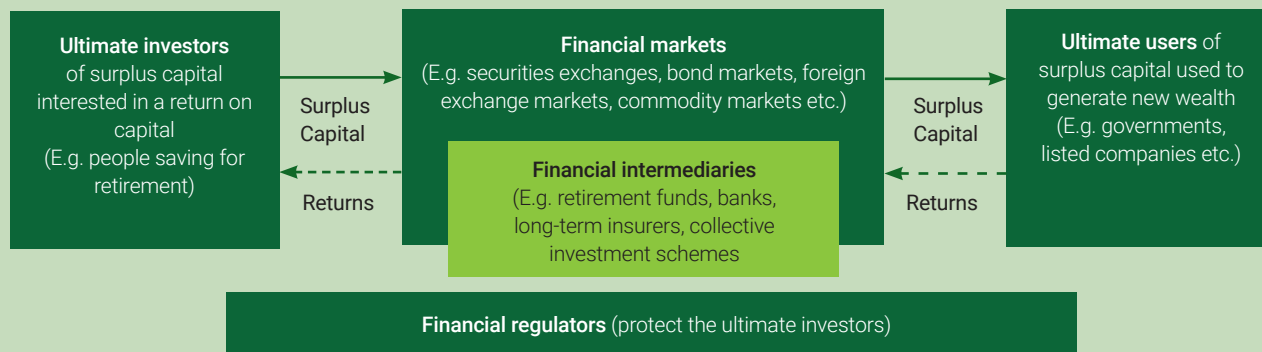 Ultimate investors
of surplus capital
interested in a return on
capital
(E.g. people saving for
retirement)
Surplus
Capital
Returns
Financial markets
(E.g. securities exchanges, bond markets, foreign
exchange markets, commodity markets etc.)
Financial intermediaries
(E.g. retirement funds, banks,
long-term insurers, collective
investment schemes
Surplus
Capital
Returns
Ultimate users of
surplus capital used to
generate new wealth
(E.g. governments,
listed companies etc.)
Financial regulators (protect the ultimate investors)